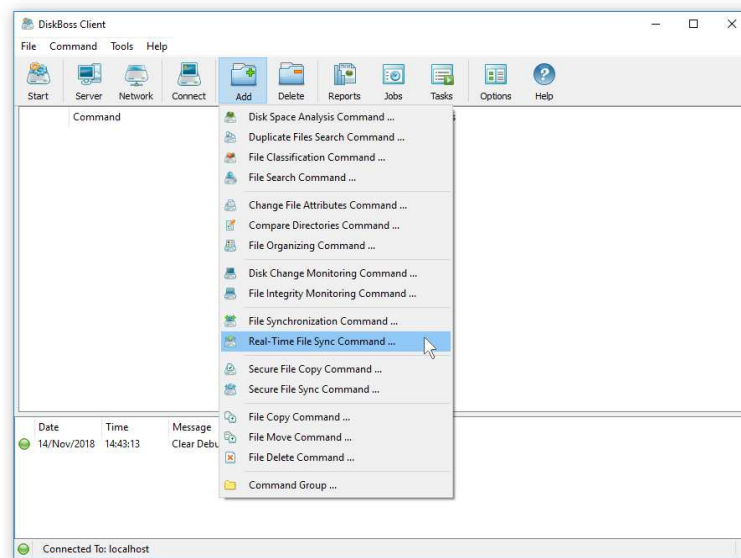 DiskBoss Client
File Command Tools Help
Start Server Network Connect Add Delete Reports Jobs Tasks Options Help
Command
Disk Space Analysis Command ...
Duplicate Files Search Command ...
File Classification Command ...
File Search Command ...
Change File Attributes Command ...
Compare Directories Command ...
File Organizing Command ...
Disk Change Monitoring Command ...
File Integrity Monitoring Command ...
File Synchronization Command ...
Real-Time File Sync Command ...
Secure File Copy Command ...
Secure File Sync Command ...
File Copy Command ...
File Move Command ...
File Delete Command ...
Command Group ...
Date Time Message
14/Nov/2018 14:43:13 Clear Debu
Connected To: localhost